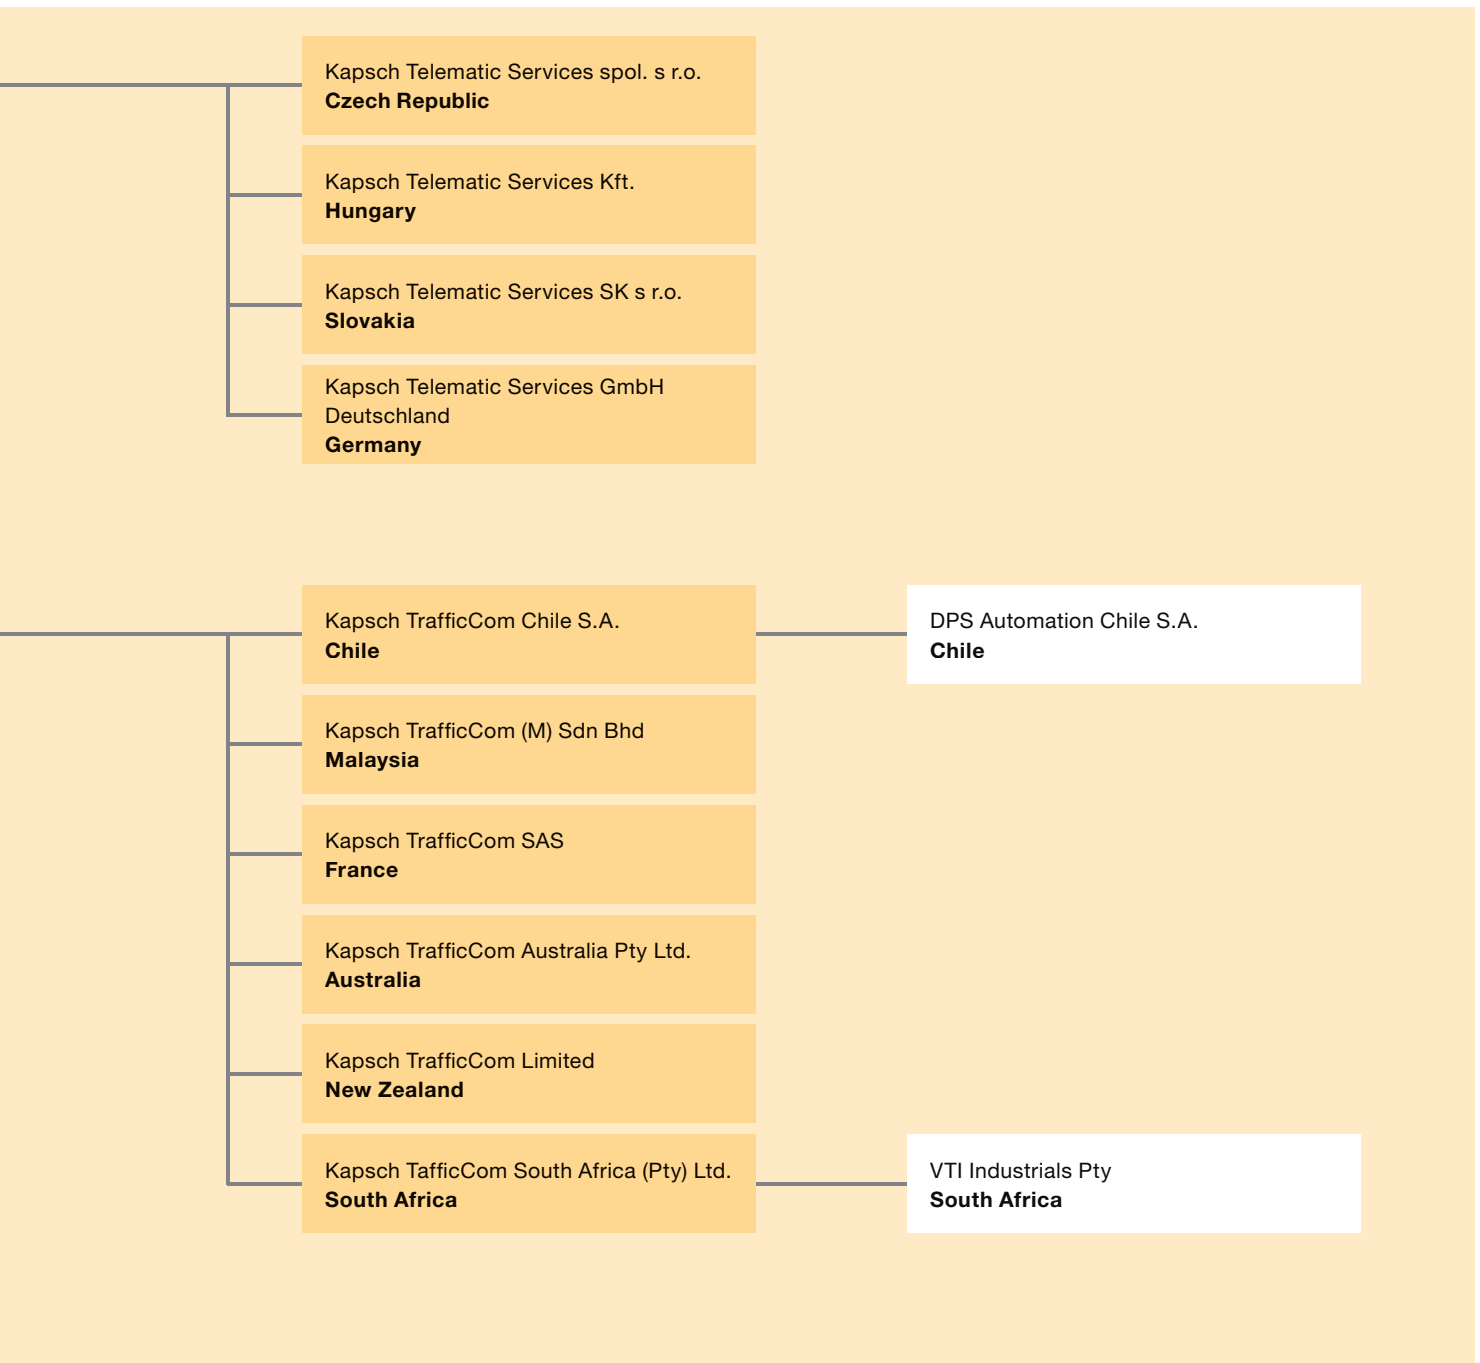 Kapsch Telematic Services spol. s r.o.
Czech Republic
Kapsch Telematic Services Kft.
Hungary
Kapsch Telematic Services SK s r.o.
Slovakia
Kapsch Telematic Services GmbH
Deutschland
Germany
Kapsch TrafficCom Chile S.A.
Chile
DPS Automation Chile S.A.
Chile
Kapsch TrafficCom (M) Sdn Bhd
Malaysia
Kapsch TrafficCom SAS
France
Kapsch TrafficCom Australia Pty Ltd.
Australia
Kapsch TrafficCom Limited
New Zealand
Kapsch TafficCom South Africa (Pty) Ltd.
South Africa
VTI Industrials Pty
South Africa